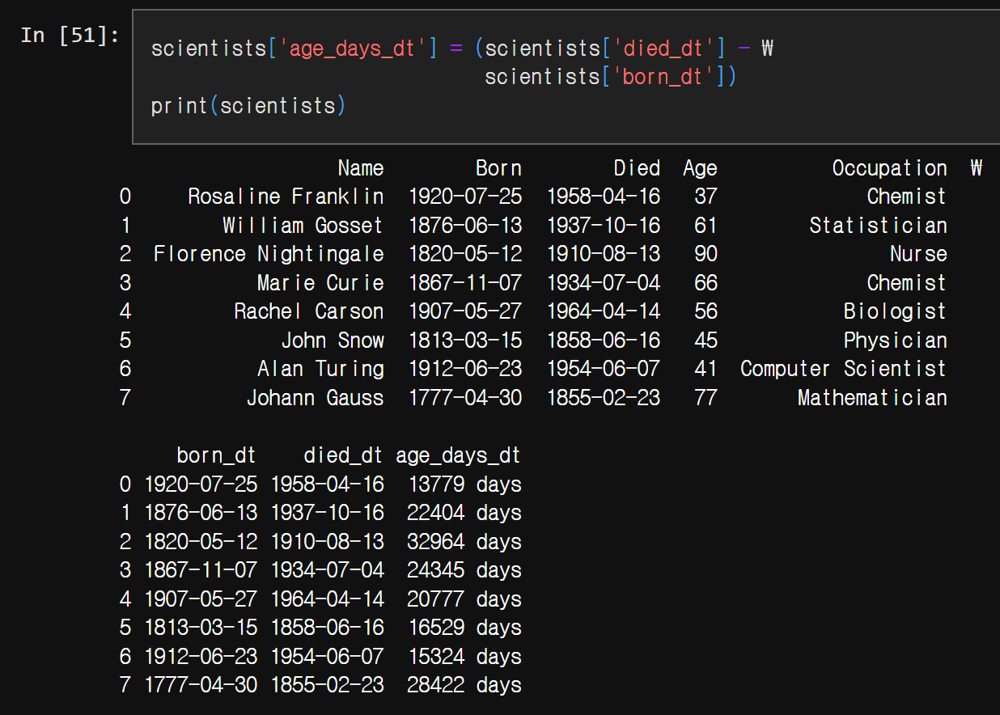 In [51]:
scientists['age_days_dt'] = (scientists['died_dt'] - ₩
                             scientists['born_dt'])
print(scientists)
                   Name        Born        Died  Age          Occupation  ₩
0     Rosaline Franklin  1920-07-25  1958-04-16   37             Chemist
1        William Gosset  1876-06-13  1937-10-16   61        Statistician
2  Florence Nightingale  1820-05-12  1910-08-13   90               Nurse
3           Marie Curie  1867-11-07  1934-07-04   66             Chemist
4         Rachel Carson  1907-05-27  1964-04-14   56           Biologist
5             John Snow  1813-03-15  1858-06-16   45           Physician
6           Alan Turing  1912-06-23  1954-06-07   41  Computer Scientist
7          Johann Gauss  1777-04-30  1855-02-23   77       Mathematician
     born_dt    died_dt age_days_dt
0 1920-07-25 1958-04-16  13779 days
1 1876-06-13 1937-10-16  22404 days
2 1820-05-12 1910-08-13  32964 days
3 1867-11-07 1934-07-04  24345 days
4 1907-05-27 1964-04-14  20777 days
5 1813-03-15 1858-06-16  16529 days
6 1912-06-23 1954-06-07  15324 days
7 1777-04-30 1855-02-23  28422 days